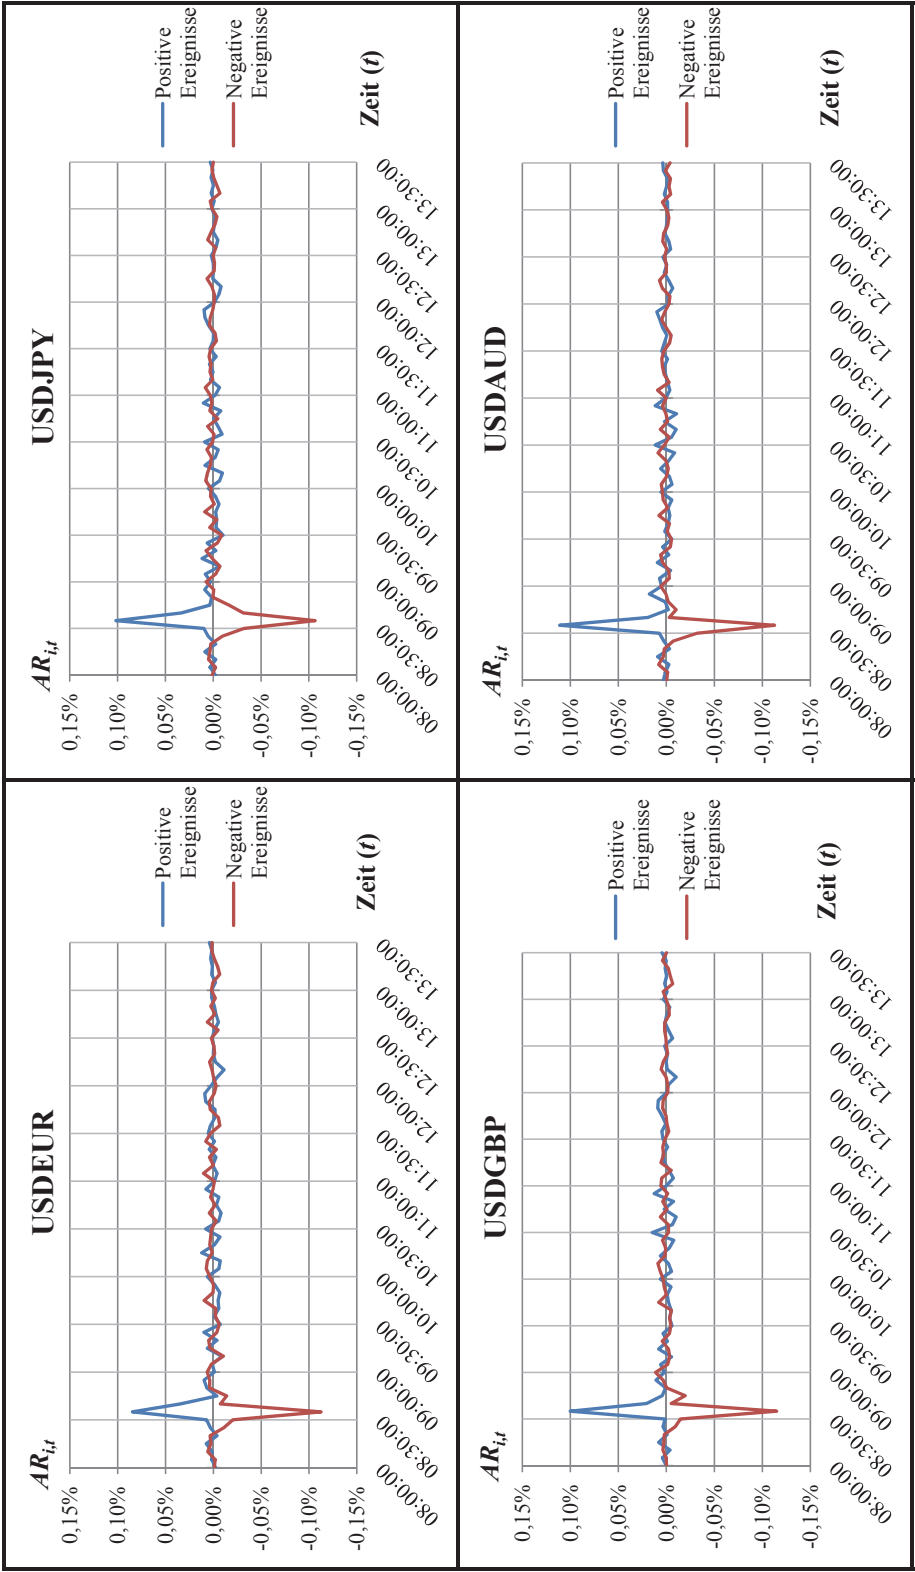 USDEUR
AR i,t
0,15%
0,10%
0,05%
0,00%
-0,05%
-0,10%
-0,15%
08:00:00
08:30:00
09:00:00
09:30:00
10:00:00
10:30:00
11:00:00
11:30:00
12:00:00
12:30:00
13:00:00
13:30:00
Positive
Ereignisse
Negative
Ereignisse
Zeit (t)
USDJPY
AR i,t
0,15%
0,10%
0,05%
0,00%
-0,05%
-0,10%
-0,15%
08:00:00
08:30:00
09:00:00
09:30:00
10:00:00
10:30:00
11:00:00
11:30:00
12:00:00
12:30:00
13:00:00
13:30:00
Positive
Ereignisse
Negative
Ereignisse
Zeit (t)
USDGBP
AR i,t
0,15%
0,10%
0,05%
0,00%
-0,05%
-0,10%
-0,15%
08:00:00
08:30:00
09:00:00
09:30:00
10:00:00
10:30:00
11:00:00
11:30:00
12:00:00
12:30:00
13:00:00
13:30:00
Positive
Ereignisse
Negative
Ereignisse
Zeit (t)
USDAUD
AR i,t
0,15%
0,10%
0,05%
0,00%
-0,05%
-0,10%
-0,15%
08:00:00
08:30:00
09:00:00
09:30:00
10:00:00
10:30:00
11:00:00
11:30:00
12:00:00
12:30:00
13:00:00
13:30:00
Positive
Ereignisse
Negative
Ereignisse
Zeit (t)